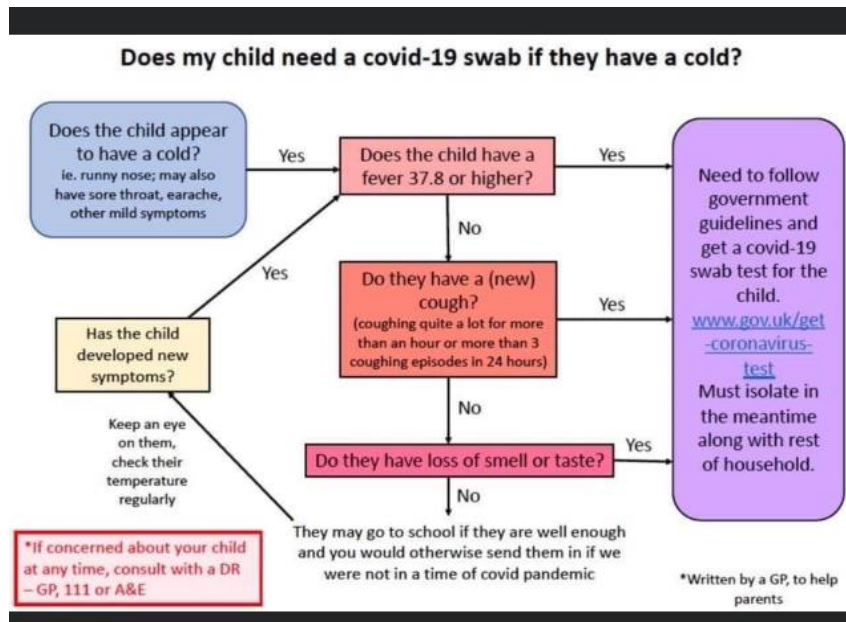 Does my child need a covid-19 swab if they have a cold?
Does the child appear
to have a cold?
ie. runny nose; may also
have sore throat, earache,
other mild symptoms
Yes
Does the child have a
fever 37.8 or higher?
Yes
Need to follow
government
guidelines and
get a covid-19
swab test for the
child.
www.gov.uk/get
-coronavirus-
test
Must isolate in
the meantime
along with rest
of household.
No
Yes
Do they have a (new)
cough?
(coughing quite a lot for more
than an hour or more than 3
coughing episodes in 24 hours)
Yes
Has the child
developed new
symptoms?
No
Keep an eye
on them,
check their
temperature
regularly
Do they have loss of smell or taste?
Yes
No
They may go to school if they are well enough
and you would otherwise send them in if we
were not in a time of covid pandemic
*If concerned about your child
at any time, consult with a DR
– GP, 111 or A&E
*Written by a GP, to help
parents